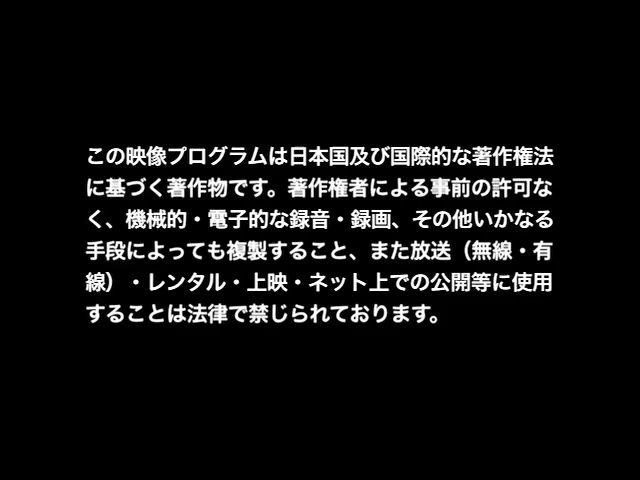 この映像プログラムは日本国及び国際的な著作権法
に基づく著作物です。著作権者による事前の許可な
く、機械的・電子的な録音・録画、その他いかなる
手段によっても複製すること、また放送（無線・有
線）・レンタル・上映・ネット上での公開等に使用
することは法律で禁じられております。